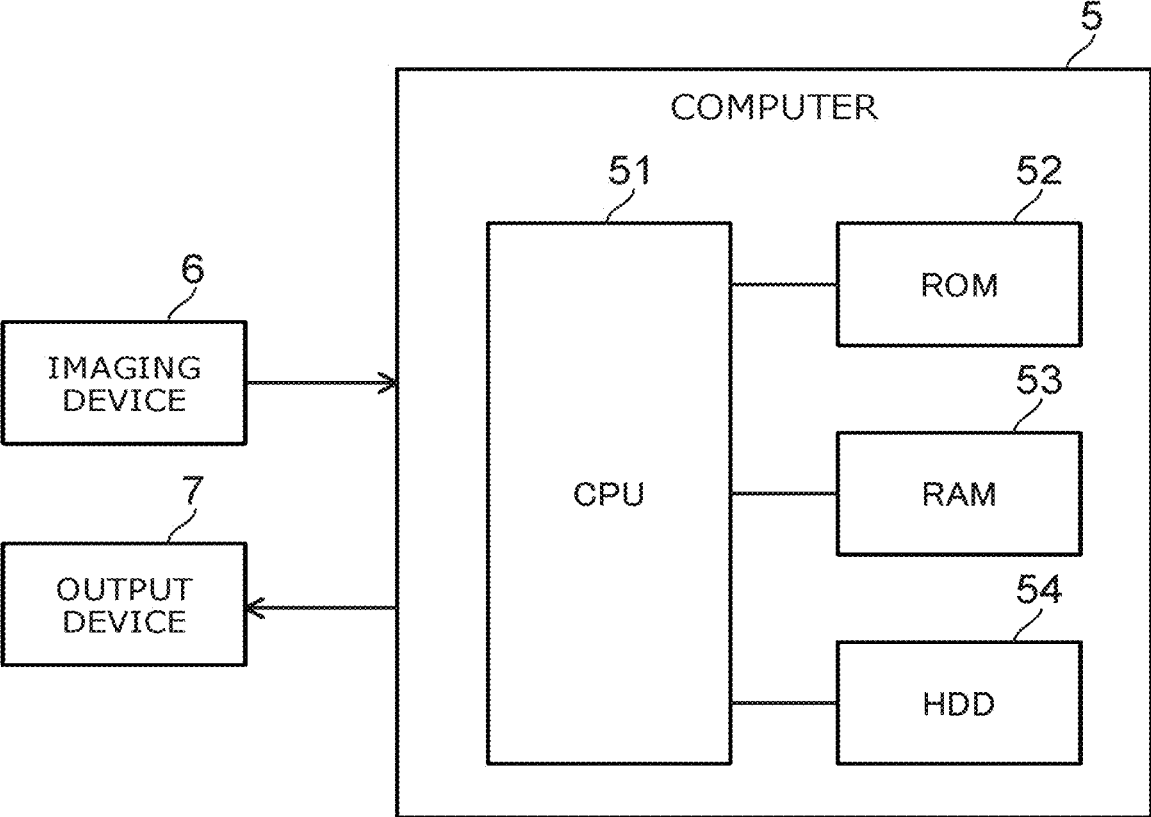 5
COMPUTER
51
52
ROM
6
IMAGING
DEVICE
53
CPU
RAM
7
OUTPUT
DEVICE
54
HDD